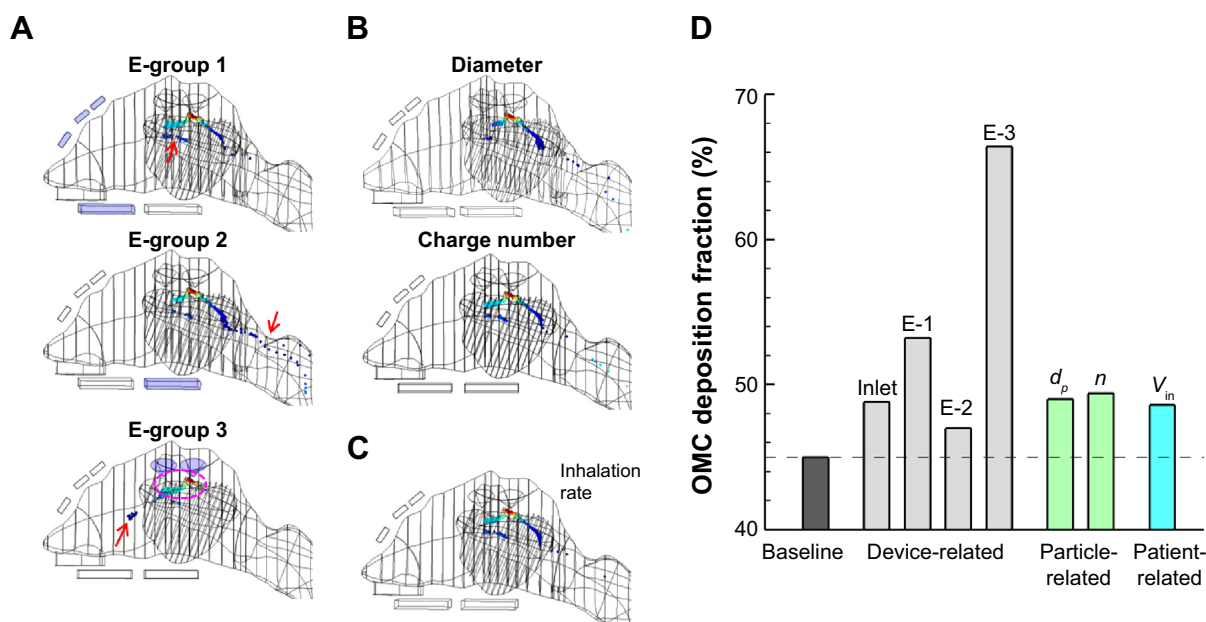 A
E-group 1
E-group 2
E-group 3
B
Diameter
Charge number
C
Inhalation
rate
D
OMC deposition fraction (%)
70
60
50
40
Inlet
E-1
E-2
E-3
dp
n
Vin
Baseline
Device-related
Particle-
related
Patient-
related